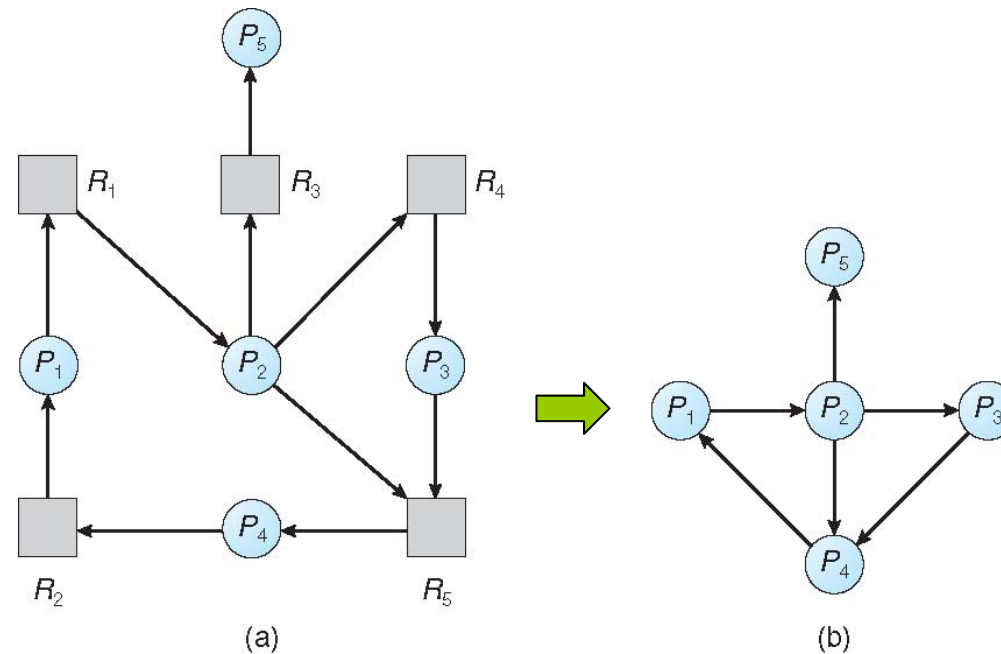 P₅
R₁
R₃
R₄
P₅
P₁
P₂
P₃
P₁
P₂
P₃
P₄
P₄
R₂
R₅
(a)
(b)